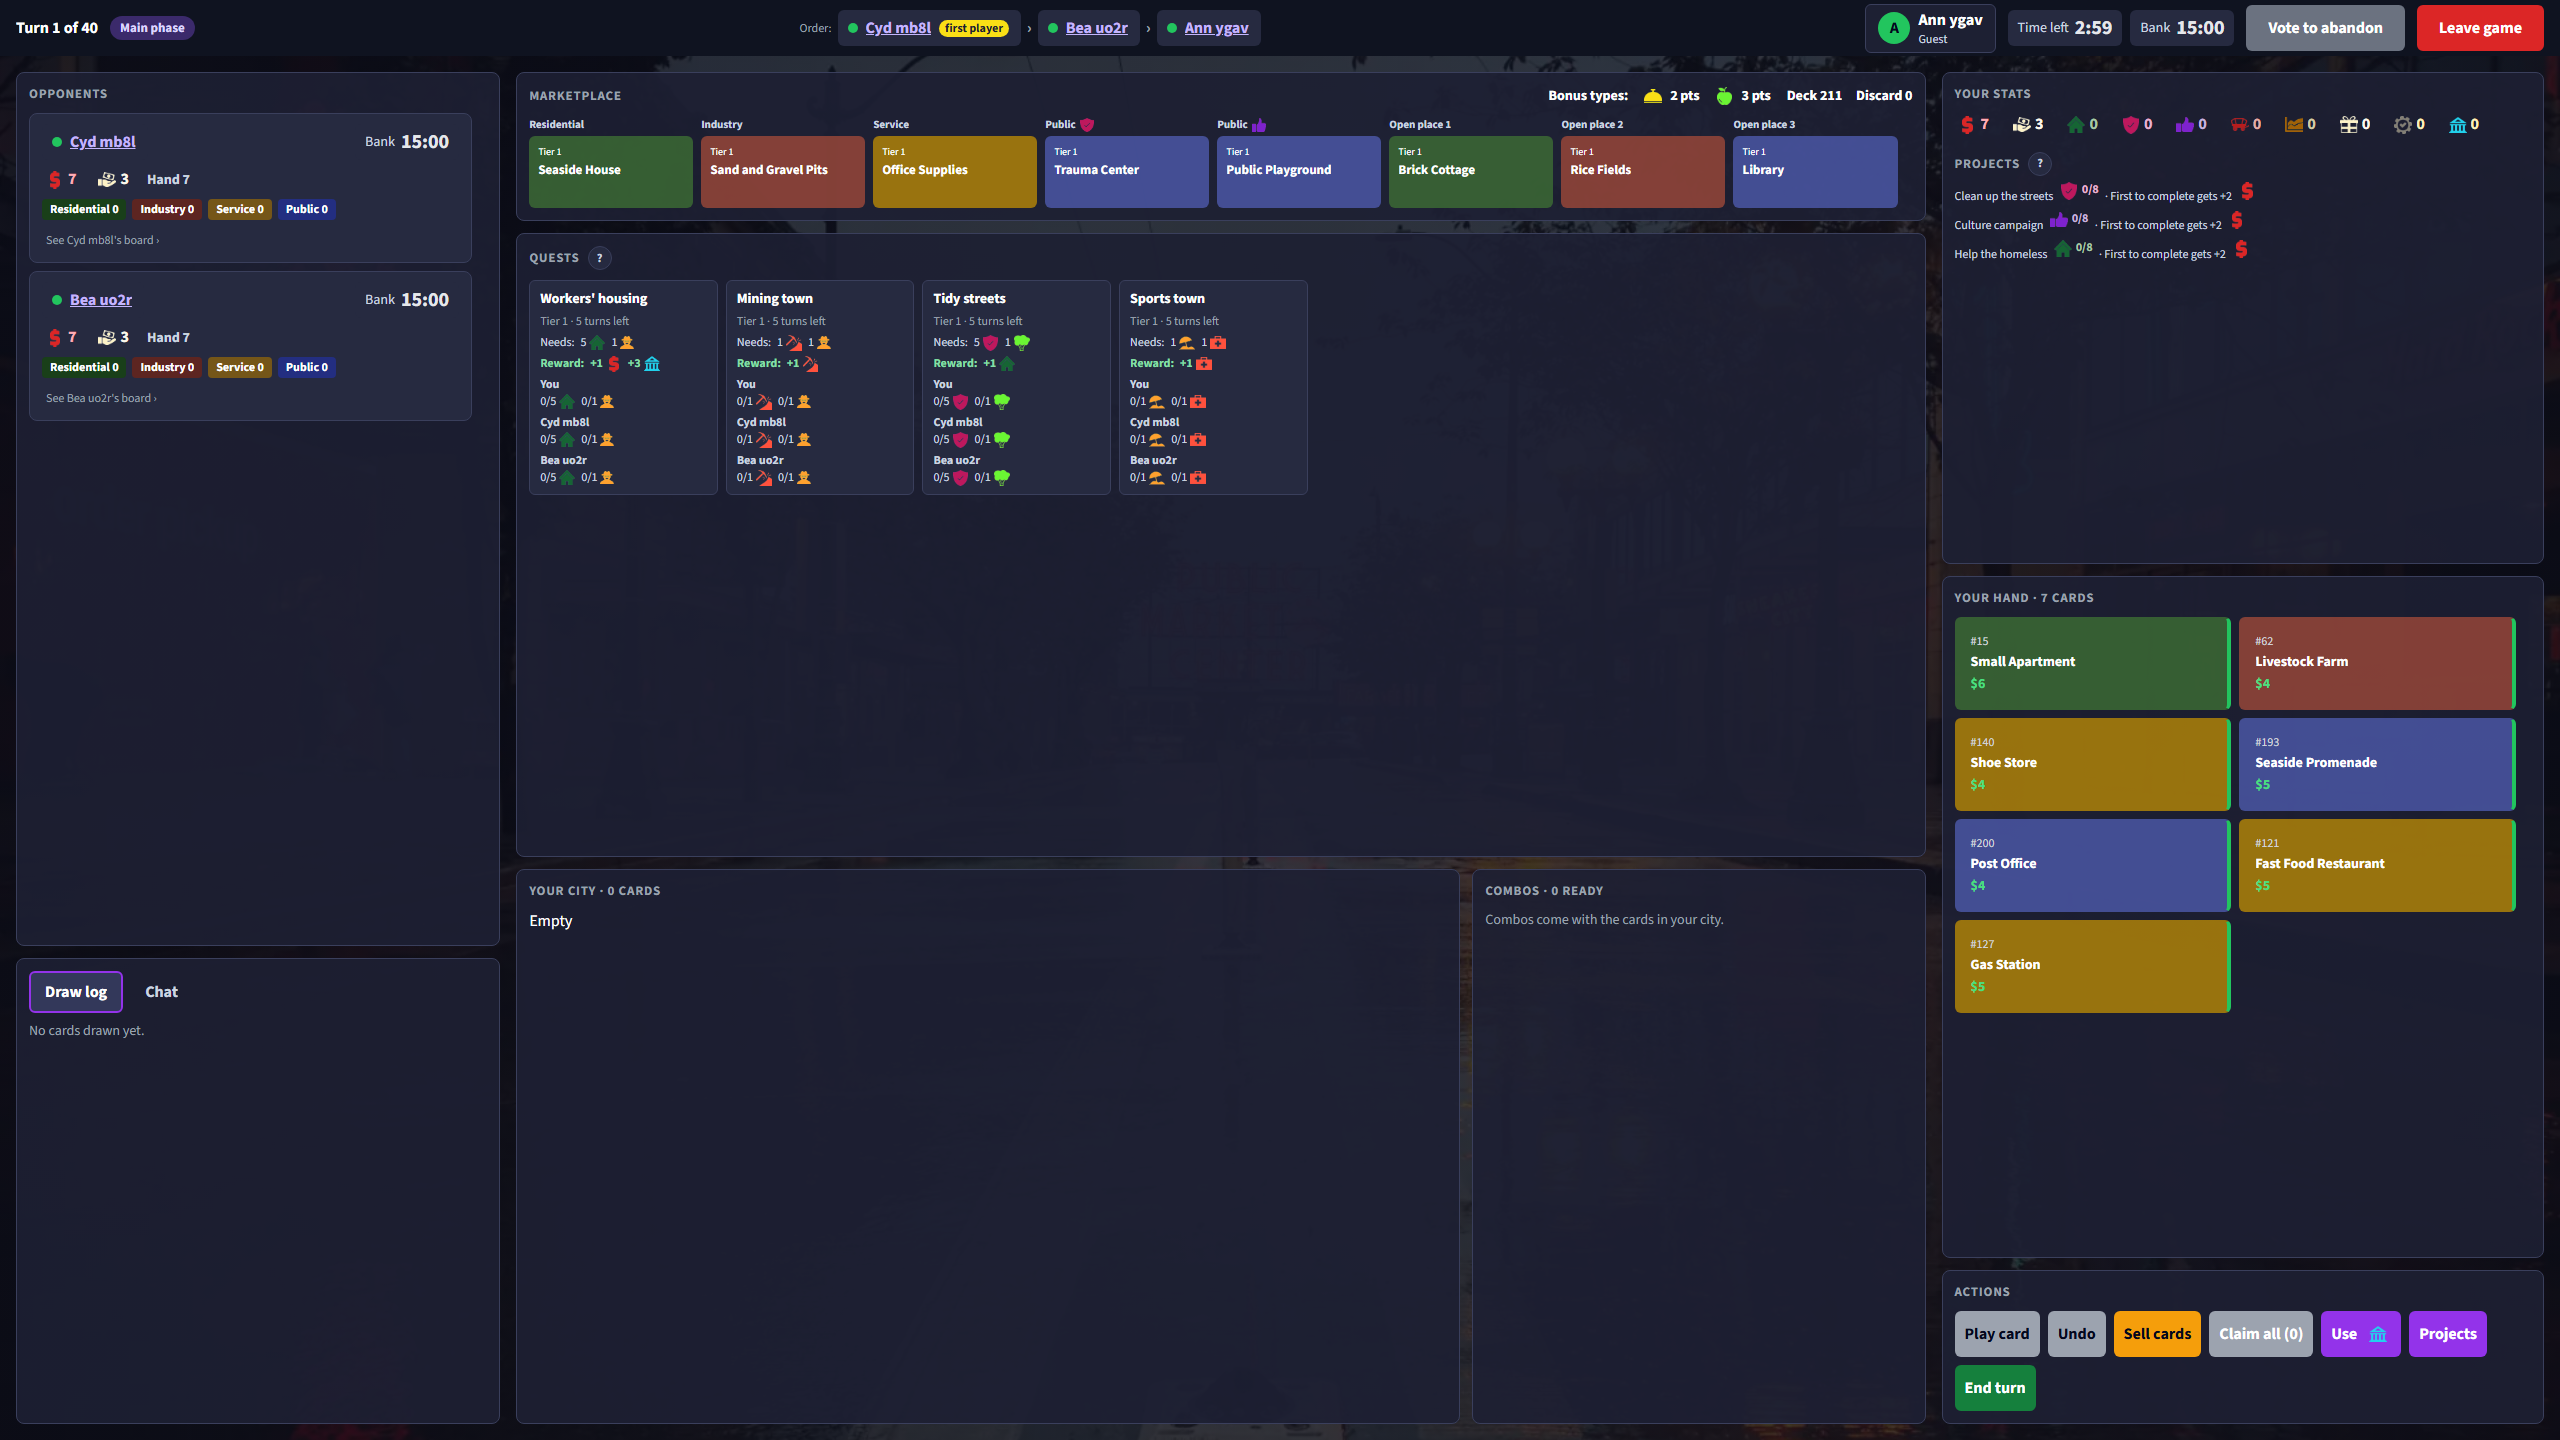 Turn 1 of 40 Main phase
Order: Cyd mb8l first player › Bea uo2r › Ann ygav
A Ann ygav
Guest
Time left 2:59
Bank 15:00
Vote to abandon
Leave game
OPPONENTS
Cyd mb8l Bank 15:00
7 3 Hand 7
Residential 0 Industry 0 Service 0 Public 0
See Cyd mb8l's board ›
Bea uo2r Bank 15:00
7 3 Hand 7
Residential 0 Industry 0 Service 0 Public 0
See Bea uo2r's board ›
Draw log Chat
No cards drawn yet.
MARKETPLACE
Bonus types: 2 pts 3 pts Deck 211 Discard 0
Residential
Tier 1
Seaside House
Industry
Tier 1
Sand and Gravel Pits
Service
Tier 1
Office Supplies
Public
Tier 1
Trauma Center
Public
Tier 1
Public Playground
Open place 1
Tier 1
Brick Cottage
Open place 2
Tier 1
Rice Fields
Open place 3
Tier 1
Library
QUESTS ?
Workers' housing
Tier 1 · 5 turns left
Needs: 5 1
Reward: +1 $ +3
You
0/5 0/1
Cyd mb8l
0/5 0/1
Bea uo2r
0/5 0/1
Mining town
Tier 1 · 5 turns left
Needs: 1 1
Reward: +1
You
0/1 0/1
Cyd mb8l
0/1 0/1
Bea uo2r
0/1 0/1
Tidy streets
Tier 1 · 5 turns left
Needs: 5 1
Reward: +1
You
0/5 0/1
Cyd mb8l
0/5 0/1
Bea uo2r
0/5 0/1
Sports town
Tier 1 · 5 turns left
Needs: 1 1
Reward: +1
You
0/1 0/1
Cyd mb8l
0/1 0/1
Bea uo2r
0/1 0/1
YOUR CITY · 0 CARDS
Empty
COMBOS · 0 READY
Combos come with the cards in your city.
YOUR STATS
$ 7 3 0 0 0 0 0 0 0 0
PROJECTS ?
Clean up the streets 0/8 · First to complete gets +2 $
Culture campaign 0/8 · First to complete gets +2 $
Help the homeless 0/8 · First to complete gets +2 $
YOUR HAND · 7 CARDS
#15
Small Apartment
$6
#62
Livestock Farm
$4
#140
Shoe Store
$4
#193
Seaside Promenade
$5
#200
Post Office
$4
#121
Fast Food Restaurant
$5
#127
Gas Station
$5
ACTIONS
Play card Undo Sell cards Claim all (0) Use Projects
End turn